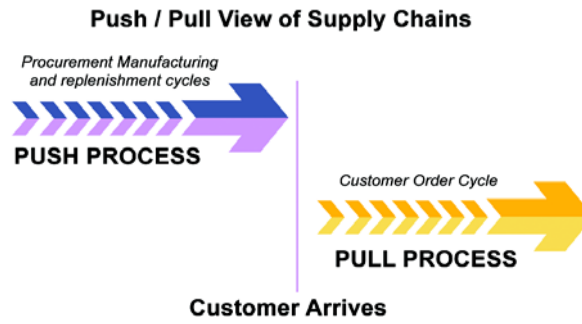 Push / Pull View of Supply Chains
Procurement Manufacturing
and replenishment cycles
PUSH PROCESS
Customer Order Cycle
PULL PROCESS
Customer Arrives